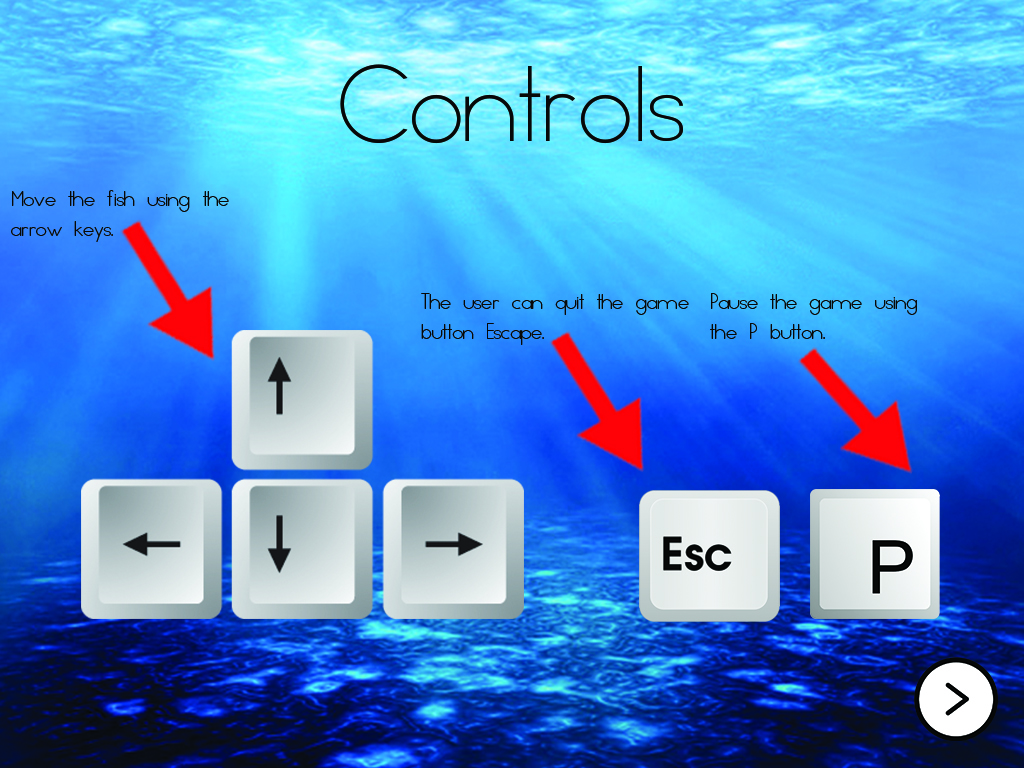 Controls
Move the fish using the
arrow keys.
The user can quit the game
button Escape.
Pause the game using
the P button.
Esc
P